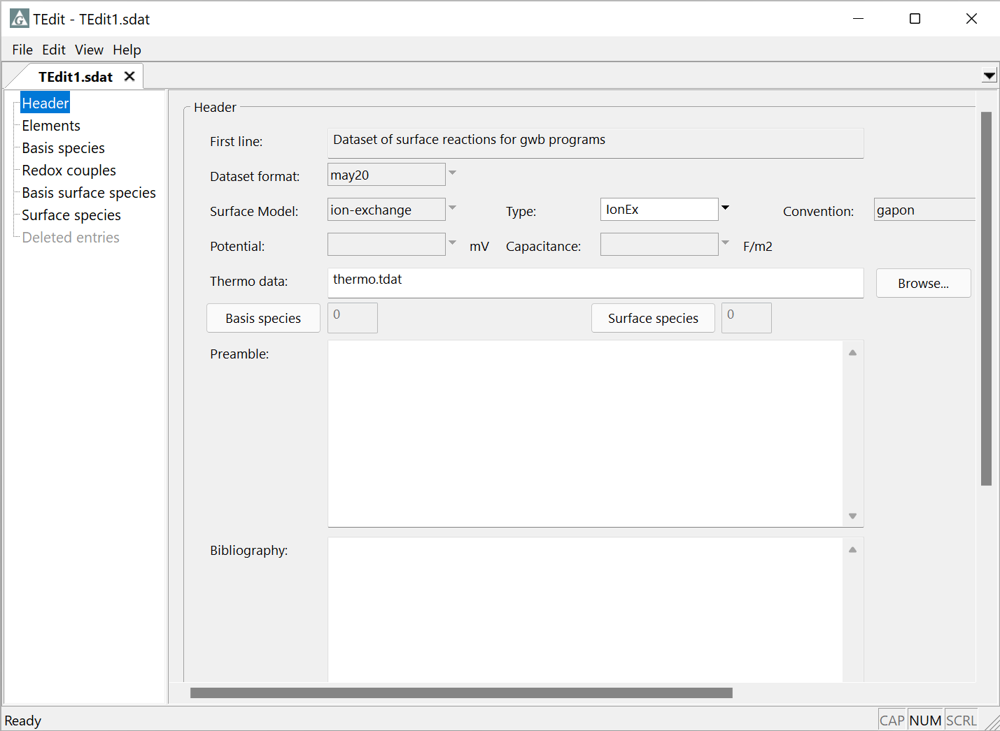 TEdit - TEdit1.sdat
File Edit View Help
TEdit1.sdat
Header
Elements
Basis species
Redox couples
Basis surface species
Surface species
Deleted entries
Header
First line: Dataset of surface reactions for gwb programs
Dataset format: may20
Surface Model: ion-exchange Type: IonEx Convention: gapon
Potential: mV Capacitance: F/m2
Thermo data: thermo.tdat Browse...
Basis species 0 Surface species 0
Preamble:
Bibliography:
Ready CAP NUM SCRL